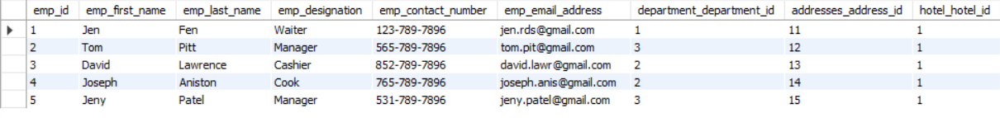 emp_id emp_first_name emp_last_name emp_designation emp_contact_number emp_email_address department_department_id addresses_address_id hotel_hotel_id
1 Jen Fen Waiter 123-789-7896 jen.rds@gmail.com 1 11 1
2 Tom Pitt Manager 565-789-7896 tom.pit@gmail.com 3 12 1
3 David Lawrence Cashier 852-789-7896 david.lawr@gmail.com 2 13 1
4 Joseph Aniston Cook 765-789-7896 joseph.anis@gmail.com 2 14 1
5 Jeny Patel Manager 531-789-7896 jeny.patel@gmail.com 3 15 1